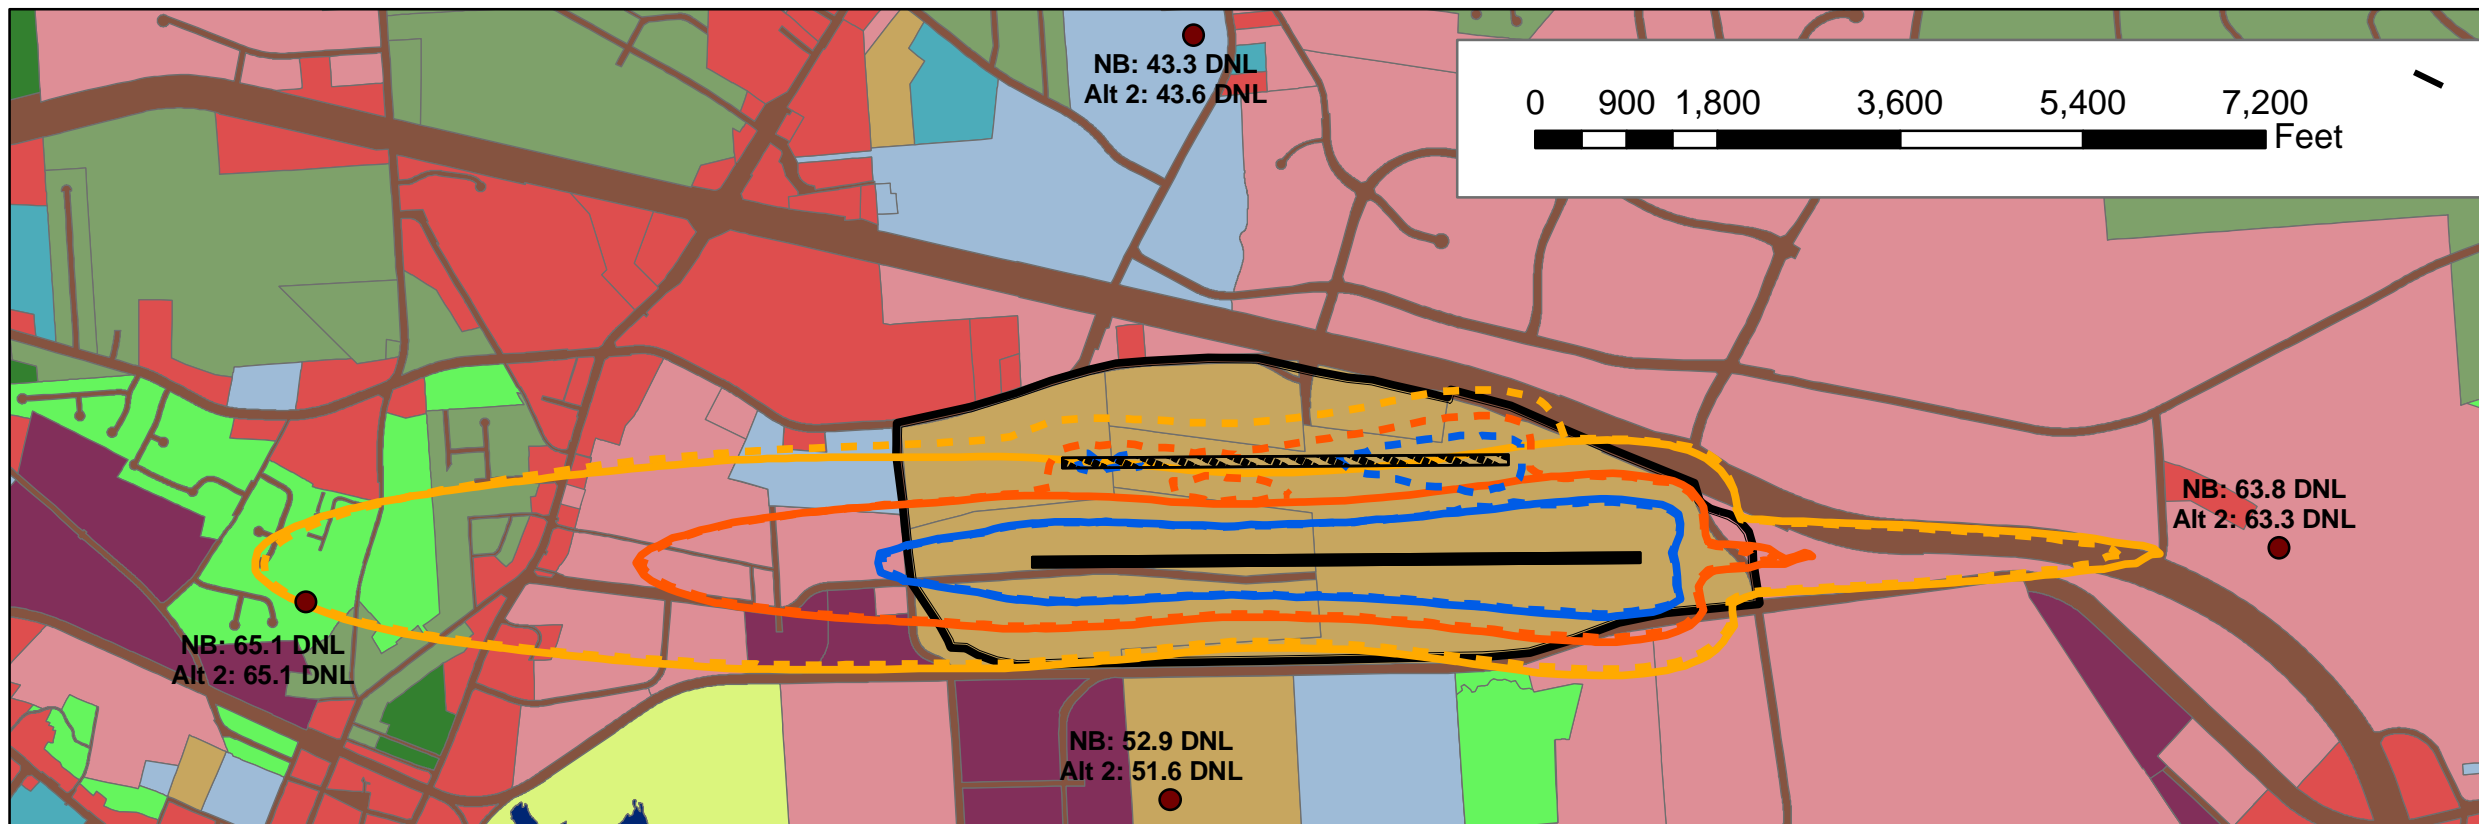 NB: 43.3 DNL
Alt 2: 43.6 DNL
0 900 1,800 3,600 5,400 7,200
Feet
NB: 63.8 DNL
Alt 2: 63.3 DNL
NB: 65.1 DNL
Alt 2: 65.1 DNL
NB: 52.9 DNL
Alt 2: 51.6 DNL